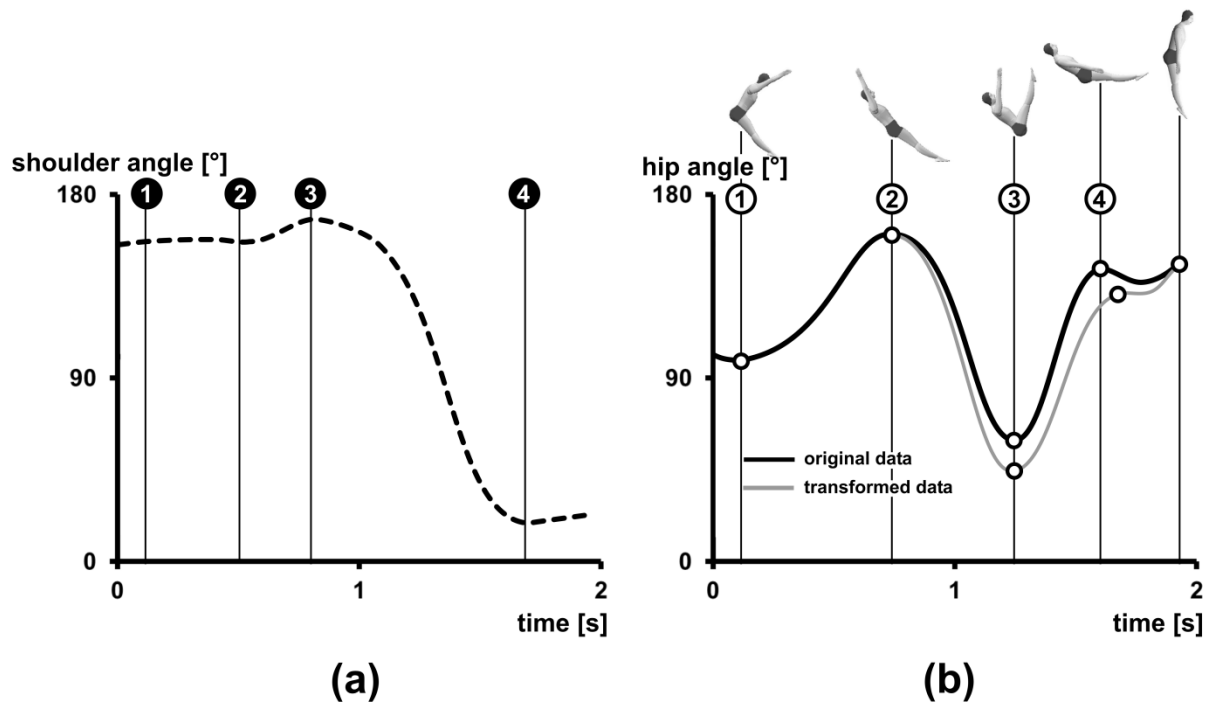 shoulder angle [°]
180
1
2
3
4
90
0
0
1
2
time [s]
(a)
hip angle [°]
180
1
2
3
4
90
original data
transformed data
0
0
1
2
time [s]
(b)